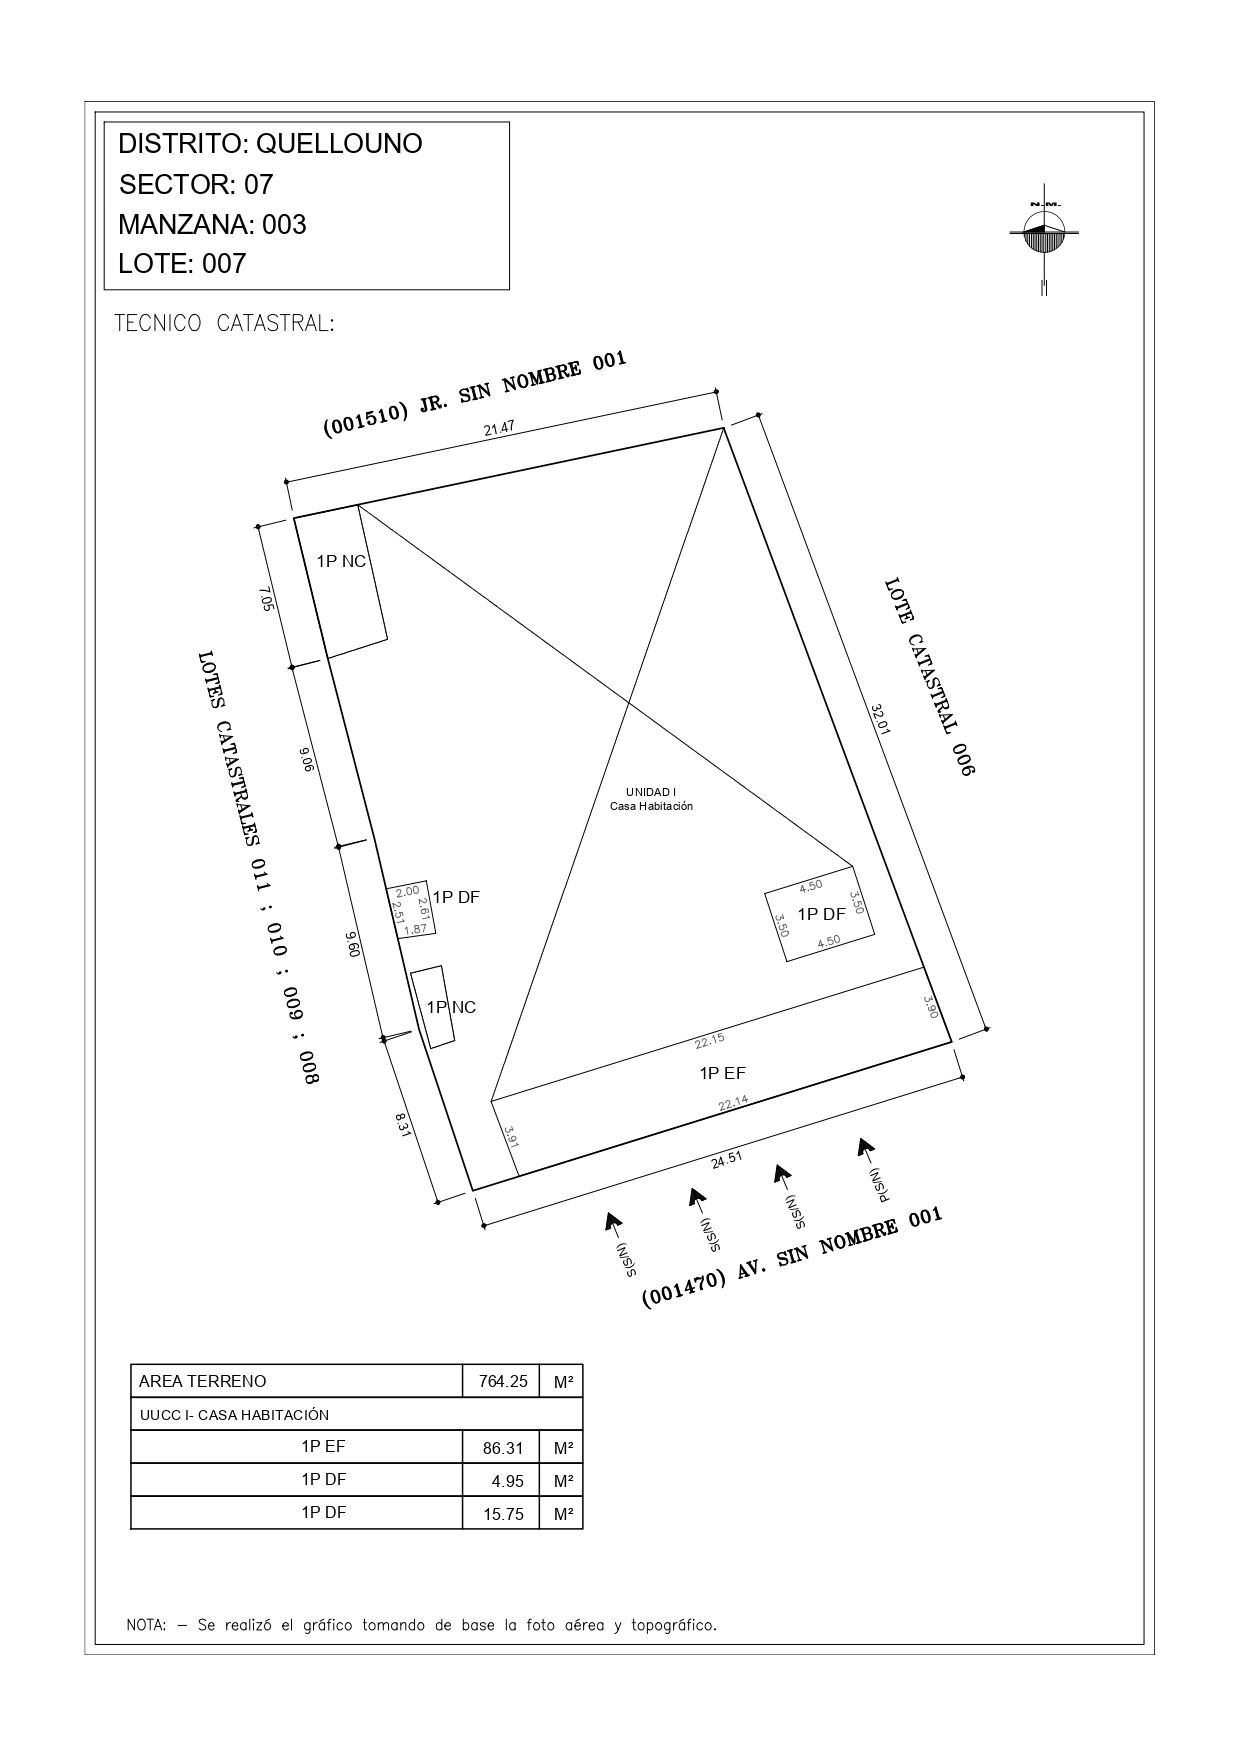 DISTRITO: QUELLOUNO
SECTOR: 07
MANZANA: 003
LOTE: 007
N.M.
TECNICO CATASTRAL:
(001510) JR. SIN NOMBRE 001
21.47
1P NC
7.05
LOTE CATASTRAL 006
32.01
LOTES CATASTRALES 011 ; 010 ; 009 ; 008
9.06
UNIDAD I
Casa Habitación
2.00
2.51
2.61
1.87
1P DF
4.50
3.50
3.50
4.50
1P DF
9.60
1P NC
3.90
22.15
1P EF
22.14
3.91
8.31
24.51
P(S/N)
S(S/N)
S(S/N)
S(S/N)
(001470) AV. SIN NOMBRE 001
AREA TERRENO 764.25 M²
UUCC I- CASA HABITACIÓN
1P EF 86.31 M²
1P DF 4.95 M²
1P DF 15.75 M²
NOTA: – Se realizó el gráfico tomando de base la foto aérea y topográfico.